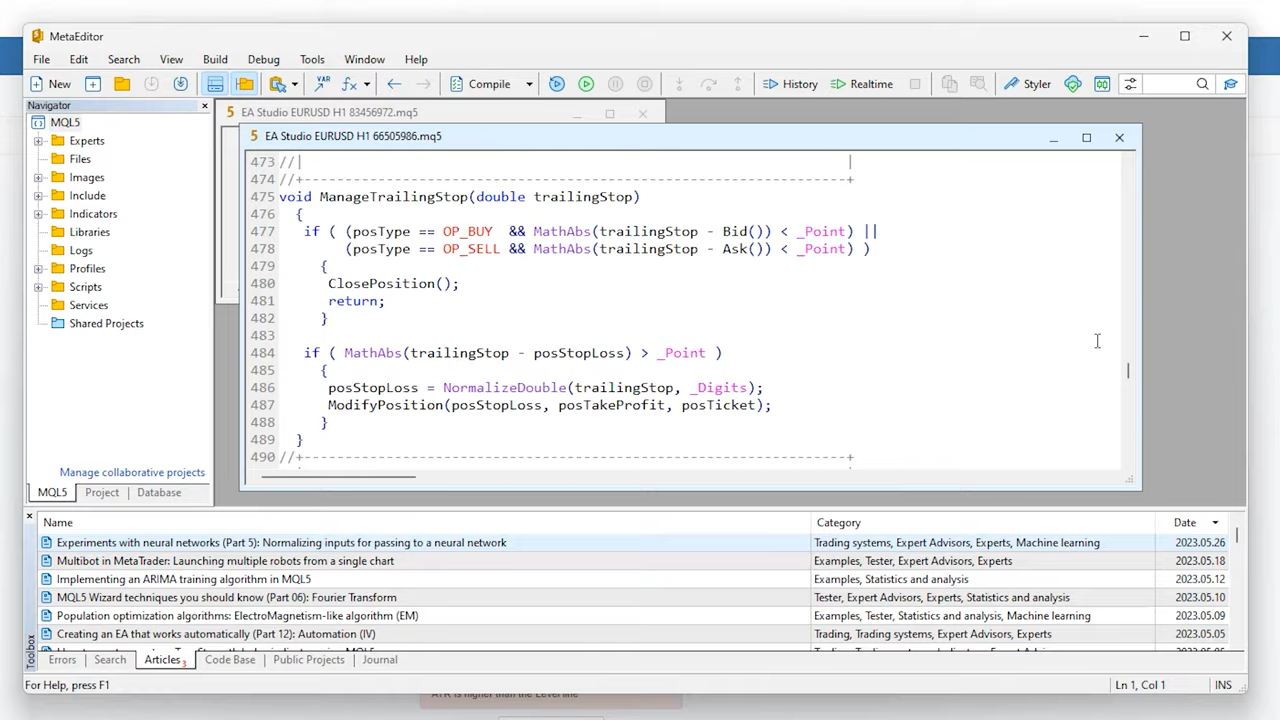 MetaEditor
File Edit Search View Build Debug Tools Window Help
New VAR fx Compile History Realtime Styler
Navigator
MQL5
Experts
Files
Images
Include
Indicators
Libraries
Logs
Profiles
Scripts
Services
Shared Projects
Manage collaborative projects
MQL5 Project Database
5 EA Studio EURUSD H1 83456972.mq5
5 EA Studio EURUSD H1 66505986.mq5
473 //| |
474 //+------------------------------------------------------------------+
475 void ManageTrailingStop(double trailingStop)
476 {
477 if ( (posType == OP_BUY && MathAbs(trailingStop - Bid()) < _Point) ||
478 (posType == OP_SELL && MathAbs(trailingStop - Ask()) < _Point) )
479 {
480 ClosePosition();
481 return;
482 }
483
484 if ( MathAbs(trailingStop - posStopLoss) > _Point )
485 {
486 posStopLoss = NormalizeDouble(trailingStop, _Digits);
487 ModifyPosition(posStopLoss, posTakeProfit, posTicket);
488 }
489 }
490 //+------------------------------------------------------------------+
Toolbox
Name Category Date
Experiments with neural networks (Part 5): Normalizing inputs for passing to a neural network Trading systems, Expert Advisors, Experts, Machine learning 2023.05.26
Multibot in MetaTrader: Launching multiple robots from a single chart Examples, Tester, Expert Advisors, Experts 2023.05.18
Implementing an ARIMA training algorithm in MQL5 Examples, Statistics and analysis 2023.05.12
MQL5 Wizard techniques you should know (Part 06): Fourier Transform Tester, Expert Advisors, Experts, Statistics and analysis 2023.05.10
Population optimization algorithms: ElectroMagnetism-like algorithm (EM) Examples, Tester, Statistics and analysis, Machine learning 2023.05.09
Creating an EA that works automatically (Part 12): Automation (IV) Trading, Trading systems, Expert Advisors, Experts 2023.05.05
Errors Search Articles 3 Code Base Public Projects Journal
For Help, press F1 Ln 1, Col 1 INS
ATR is higher than the Level line